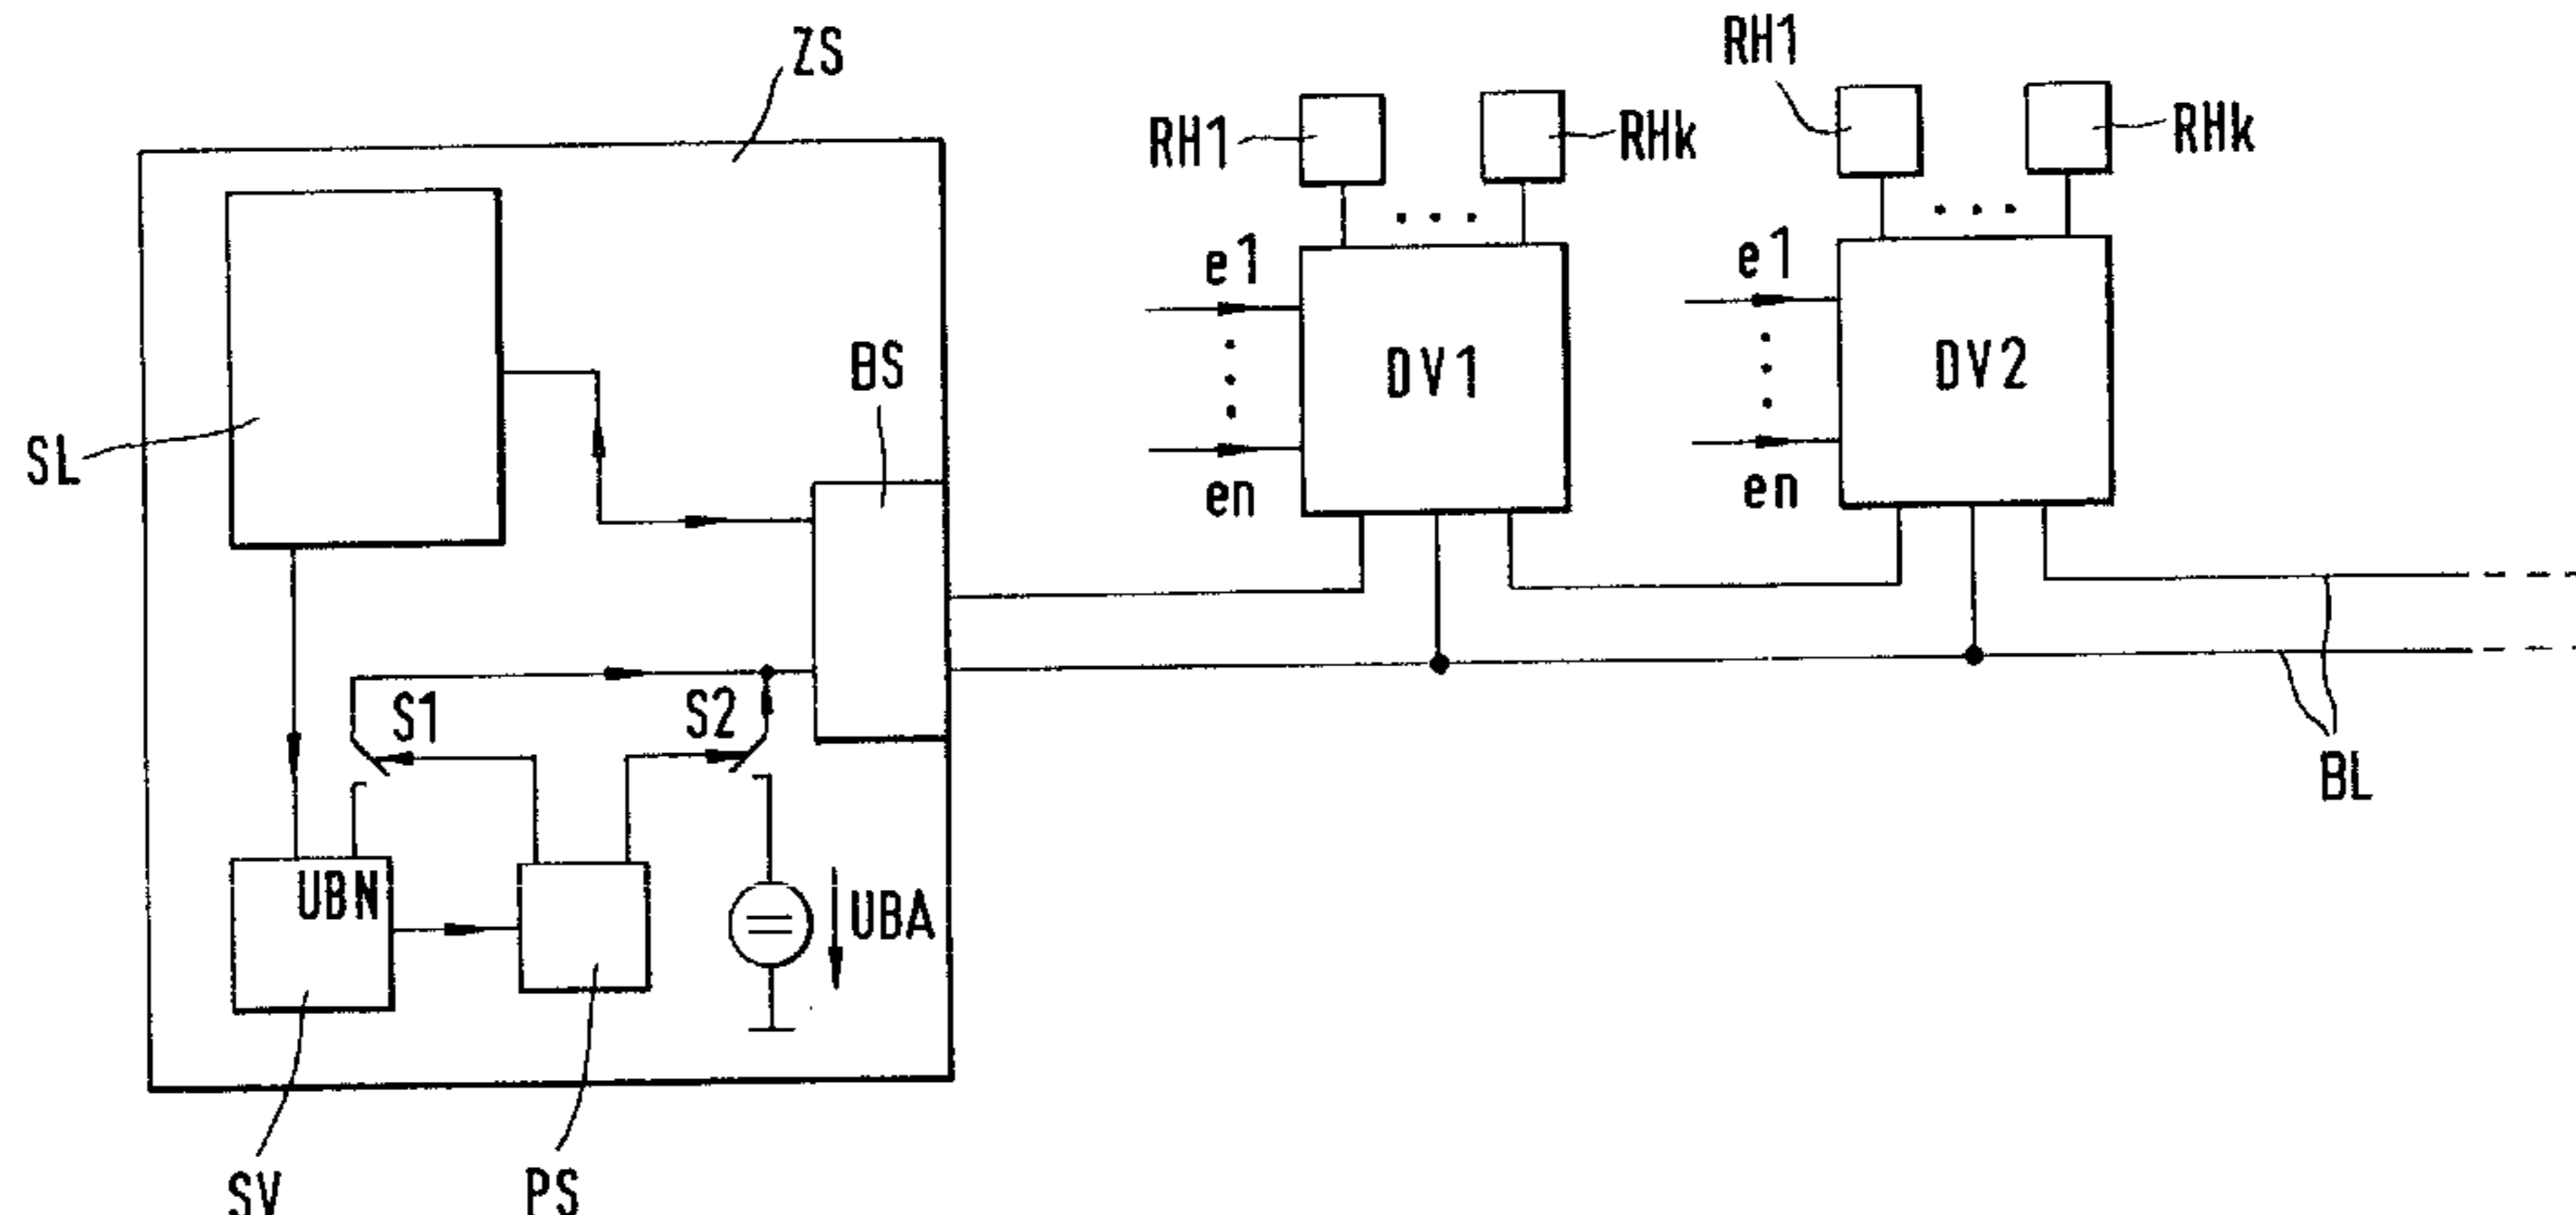 ZS
RH1
RH1
RHk
RHk
e1
e1
BS
DV1
DV2
SL
en
en
S1
S2
BL
UBN
UBA
SV
PS